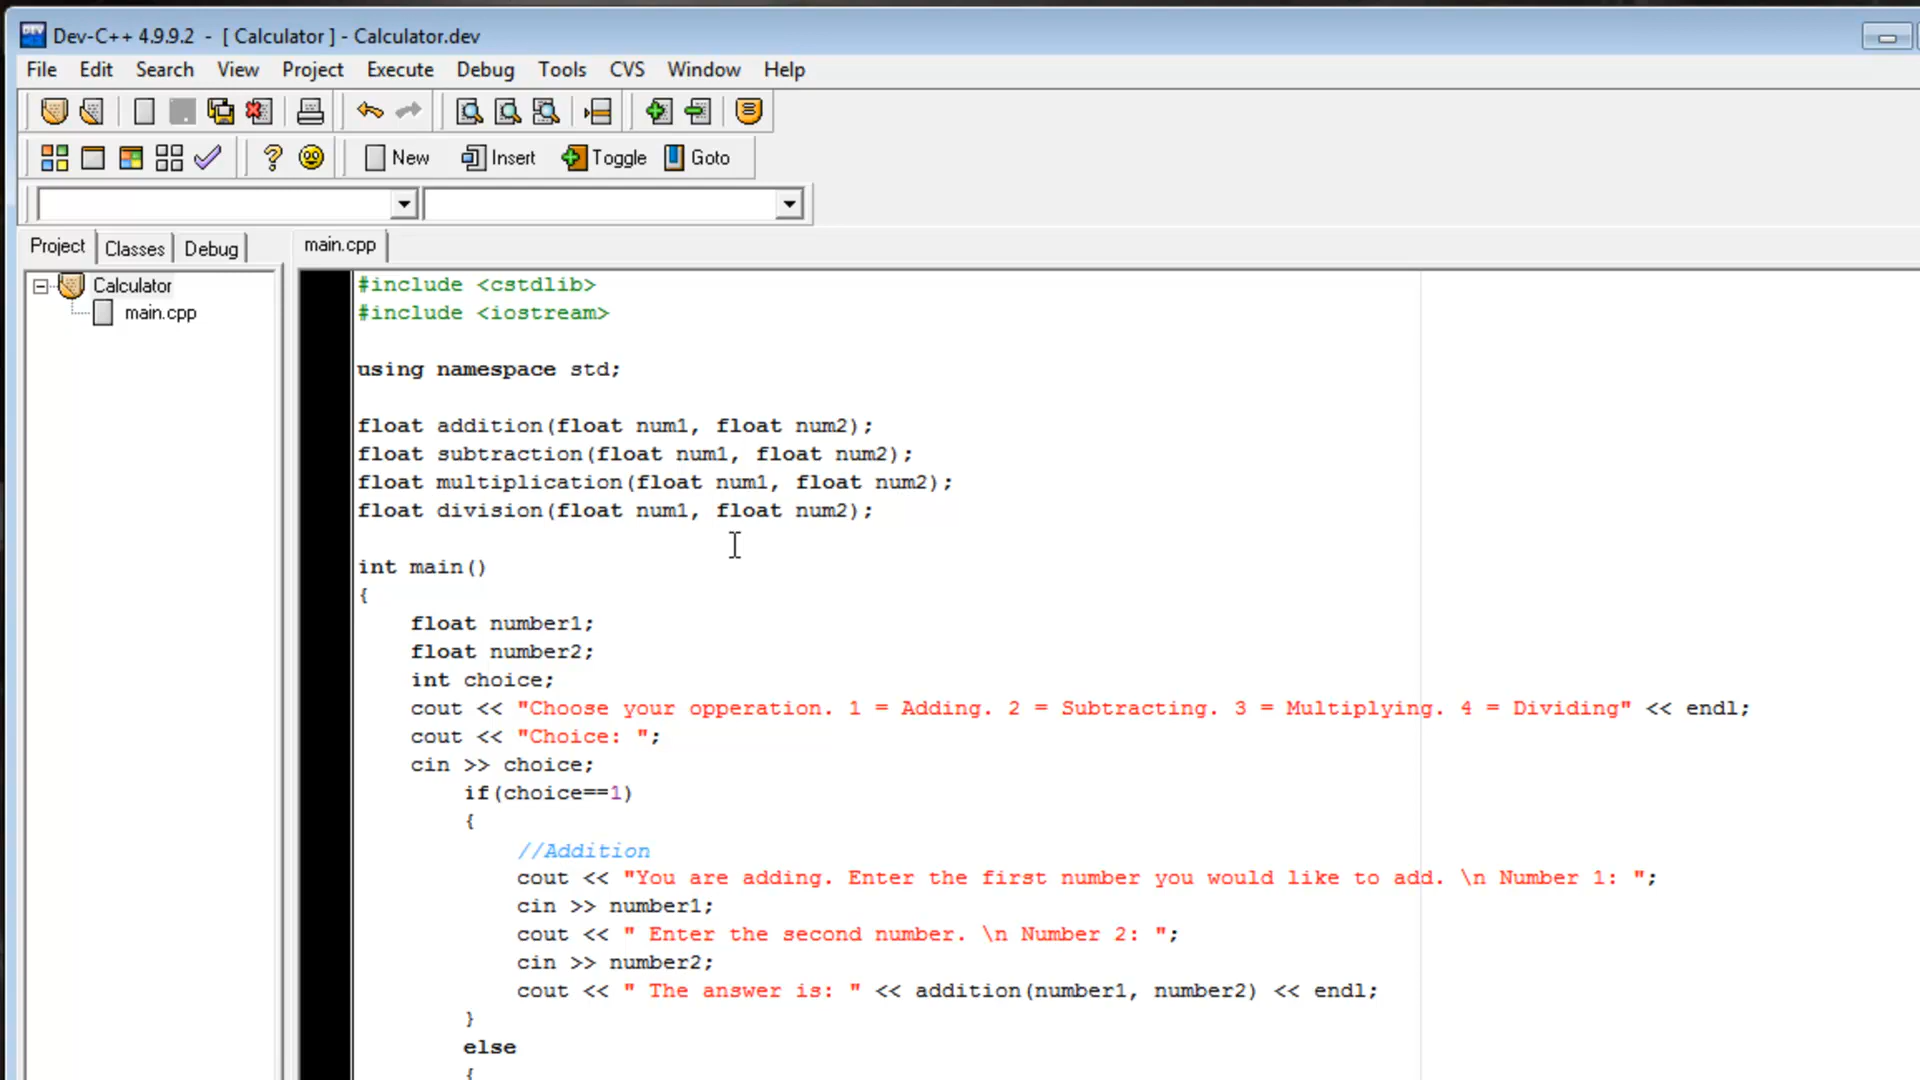 Dev-C++ 4.9.9.2 - [ Calculator ] - Calculator.dev
File Edit Search View Project Execute Debug Tools CVS Window Help
New Insert Toggle Goto
Project Classes Debug main.cpp
Calculator
main.cpp
#include <cstdlib>
#include <iostream>
using namespace std;
float addition(float num1, float num2);
float subtraction(float num1, float num2);
float multiplication(float num1, float num2);
float division(float num1, float num2);
int main()
{
float number1;
float number2;
int choice;
cout << "Choose your opperation. 1 = Adding. 2 = Subtracting. 3 = Multiplying. 4 = Dividing" << endl;
cout << "Choice: ";
cin >> choice;
if(choice==1)
{
//Addition
cout << "You are adding. Enter the first number you would like to add. \n Number 1: ";
cin >> number1;
cout << " Enter the second number. \n Number 2: ";
cin >> number2;
cout << " The answer is: " << addition(number1, number2) << endl;
}
else
{